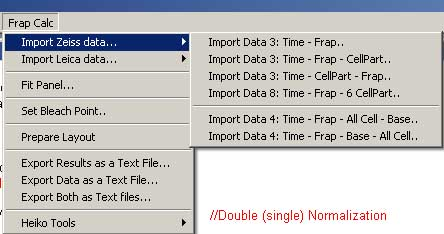 Frap Calc
Import Zeiss data...
Import Leica data...
Fit Panel...
Set Bleach Point..
Prepare Layout
Export Results as a Text File...
Export Data as a Text File...
Export Both as Text files...
Heiko Tools
Import Data 3: Time - Frap..
Import Data 3: Time - Frap - CellPart..
Import Data 3: Time - CellPart - Frap..
Import Data 8: Time - Frap - 6 CellPart..
Import Data 4: Time - Frap - All Cell - Base..
Import Data 4: Time - Frap - Base - All Cell..
//Double (single) Normalization